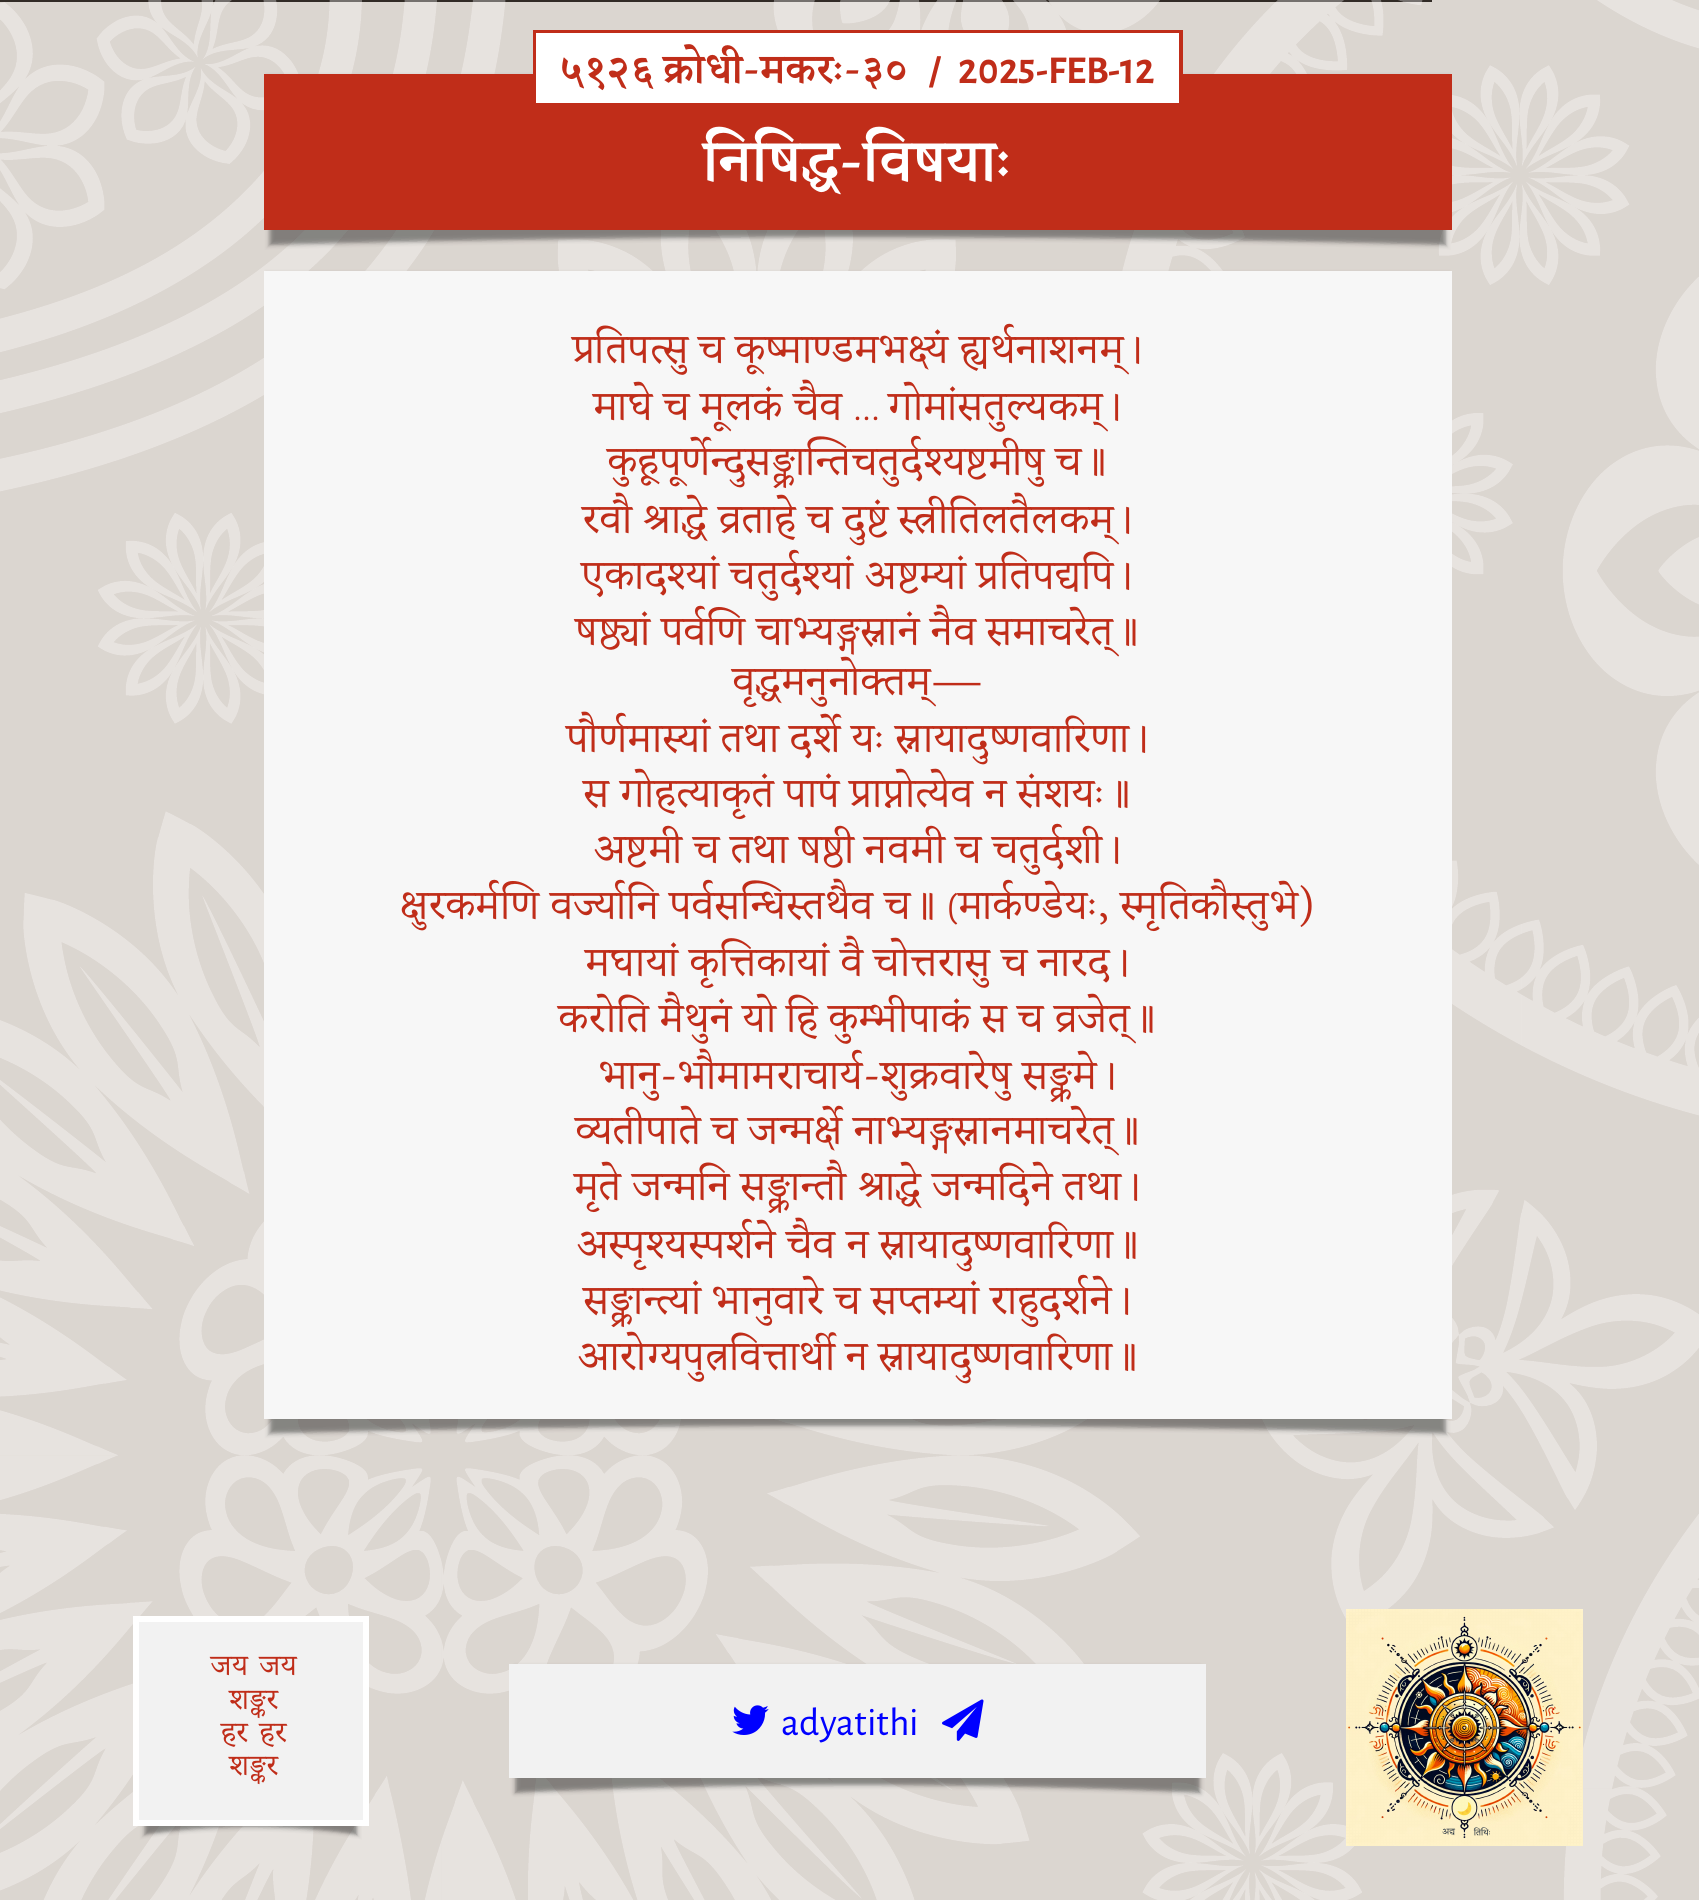 ५१२६ क्रोधी-मकरः-३० / 2025-FEB-12
निषिद्ध-विषयाः
प्रतिपत्सु च कूष्माण्डमभक्ष्यं ह्यर्थनाशनम्।
माघे च मूलकं चैव … गोमांसतुल्यकम्।
कुहूपूर्णेन्दुसङ्क्रान्तिचतुर्दश्यष्टमीषु च॥
रवौ श्राद्धे व्रताहे च दुष्टं स्त्रीतिलतैलकम्।
एकादश्यां चतुर्दश्यां अष्टम्यां प्रतिपद्यपि।
षष्ठ्यां पर्वणि चाभ्यङ्गस्नानं नैव समाचरेत्॥
वृद्धमनुनोक्तम्—
पौर्णमास्यां तथा दर्शे यः स्नायादुष्णवारिणा।
स गोहत्याकृतं पापं प्राप्नोत्येव न संशयः॥
अष्टमी च तथा षष्ठी नवमी च चतुर्दशी।
क्षुरकर्मणि वर्ज्यानि पर्वसन्धिस्तथैव च॥ (मार्कण्डेयः, स्मृतिकौस्तुभे)
मघायां कृत्तिकायां वै चोत्तरासु च नारद।
करोति मैथुनं यो हि कुम्भीपाकं स च व्रजेत्॥
भानु-भौमामराचार्य-शुक्रवारेषु सङ्क्रमे।
व्यतीपाते च जन्मर्क्षे नाभ्यङ्गस्नानमाचरेत्॥
मृते जन्मनि सङ्क्रान्तौ श्राद्धे जन्मदिने तथा।
अस्पृश्यस्पर्शने चैव न स्नायादुष्णवारिणा॥
सङ्क्रान्त्यां भानुवारे च सप्तम्यां राहुदर्शने।
आरोग्यपुत्रवित्तार्थी न स्नायादुष्णवारिणा॥
जय जय
शङ्कर
हर हर
शङ्कर
adyatithi
अद्य तिथिः